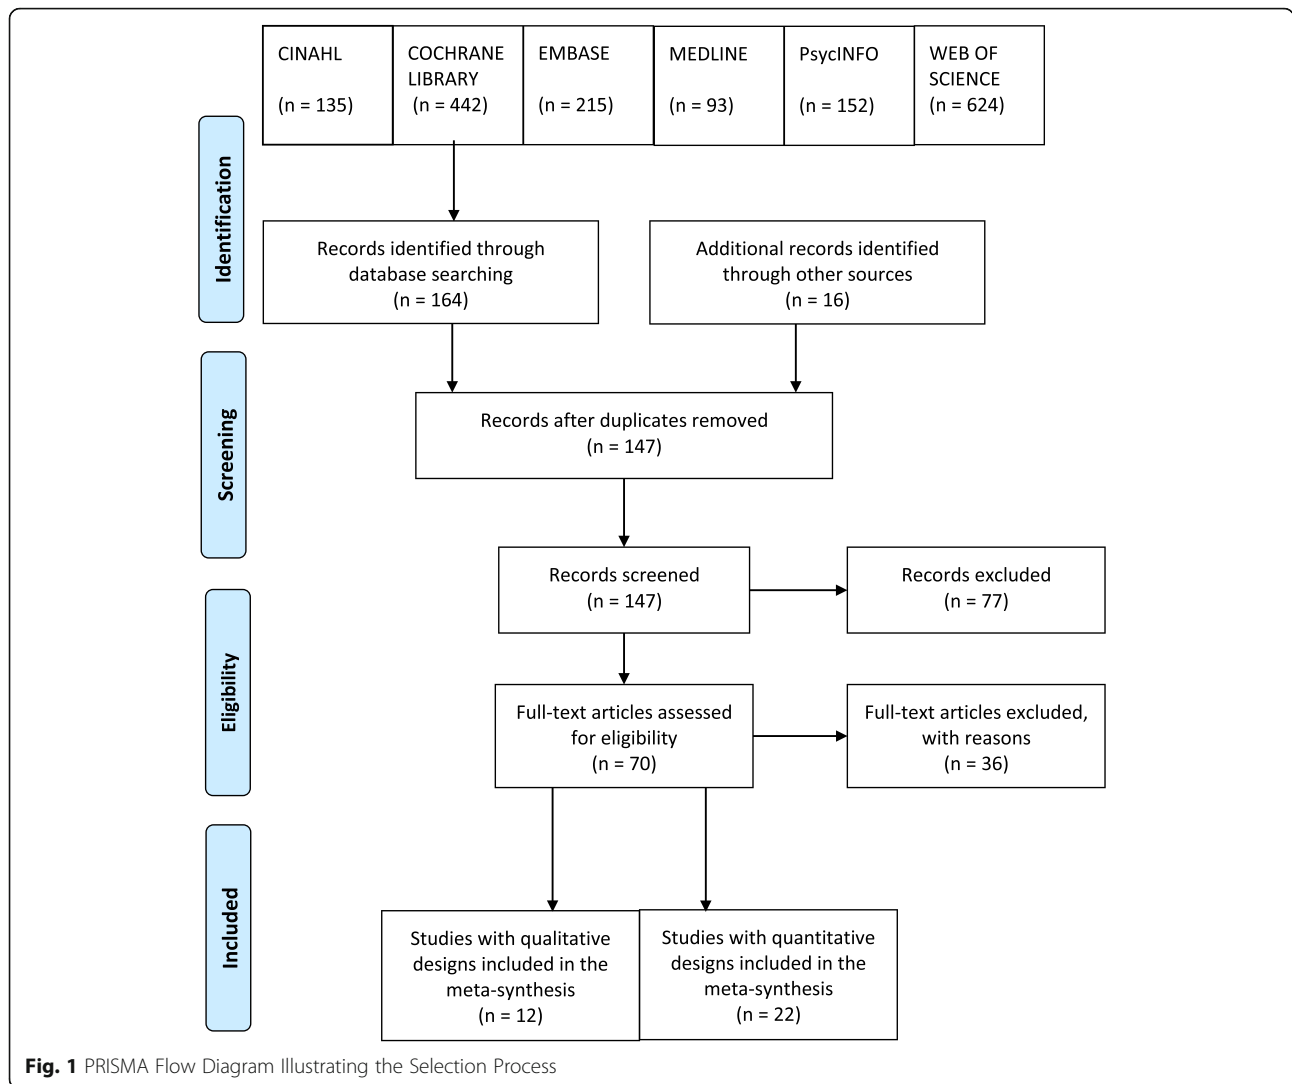 CINAHL
(n = 135)
COCHRANE
LIBRARY
(n = 442)
EMBASE
(n = 215)
MEDLINE
(n = 93)
PsycINFO
(n = 152)
WEB OF
SCIENCE
(n = 624)
Identification
Records identified through
database searching
(n = 164)
Additional records identified
through other sources
(n = 16)
Screening
Records after duplicates removed
(n = 147)
Records screened
(n = 147)
Records excluded
(n = 77)
Eligibility
Full-text articles assessed
for eligibility
(n = 70)
Full-text articles excluded,
with reasons
(n = 36)
Included
Studies with qualitative
designs included in the
meta-synthesis
(n = 12)
Studies with quantitative
designs included in the
meta-synthesis
(n = 22)
Fig. 1 PRISMA Flow Diagram Illustrating the Selection Process